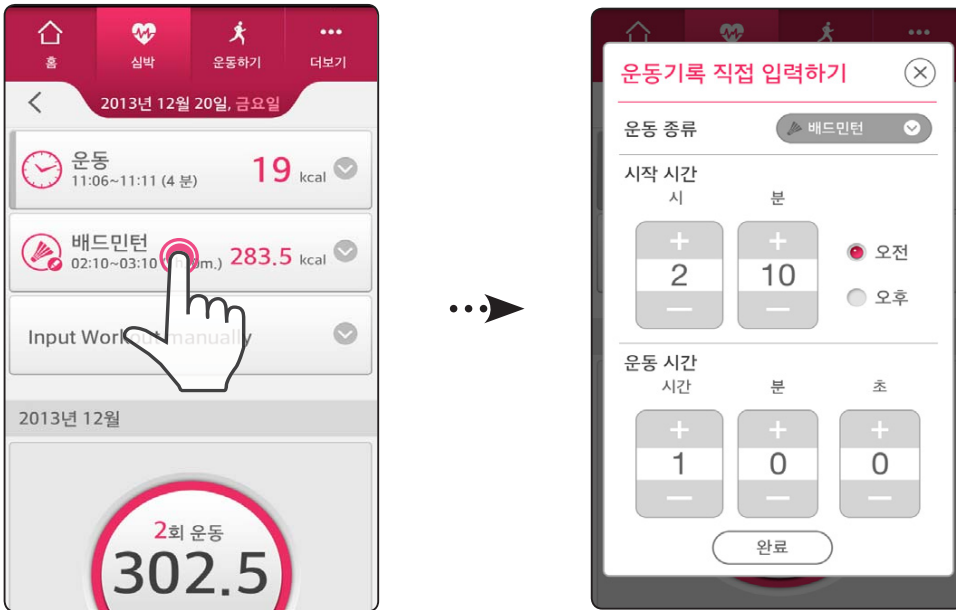 홈 심박 운동하기 더보기
2013년 12월 20일, 금요일
운동
11:06~11:11 (4 분)
19 kcal
배드민턴
02:10~03:10
283.5 kcal
Input Workout manually
2013년 12월
2회 운동
302.5
운동기록 직접 입력하기
운동 종류
배드민턴
시작 시간
시 분
2 10
오전
오후
운동 시간
시간 분 초
1 0 0
완료